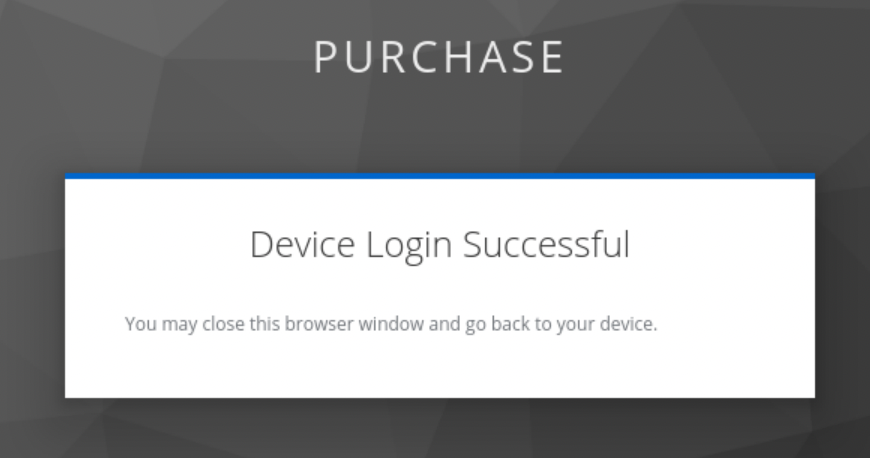 PURCHASE
Device Login Successful
You may close this browser window and go back to your device.